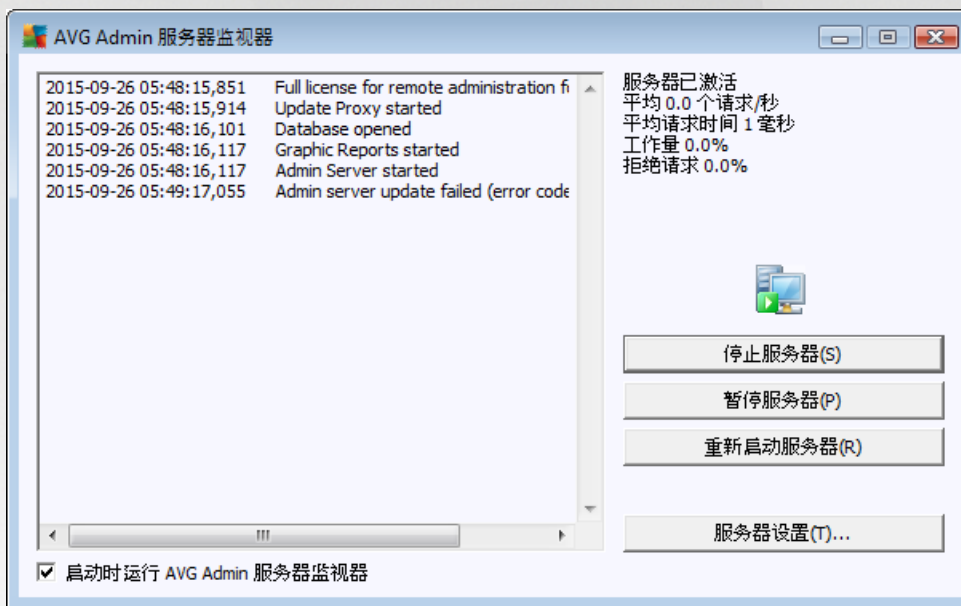 AVG Admin 服务器监视器
2015-09-26 05:48:15,851 Full license for remote administration
2015-09-26 05:48:15,914 Update Proxy started
2015-09-26 05:48:16,101 Database opened
2015-09-26 05:48:16,117 Graphic Reports started
2015-09-26 05:48:16,117 Admin Server started
2015-09-26 05:49:17,055 Admin server update failed (error code
服务器已激活
平均 0.0 个请求/秒
平均请求时间 1 毫秒
工作量 0.0%
拒绝请求 0.0%
停止服务器(S)
暂停服务器(P)
重新启动服务器(R)
服务器设置(T)...
启动时运行 AVG Admin 服务器监视器